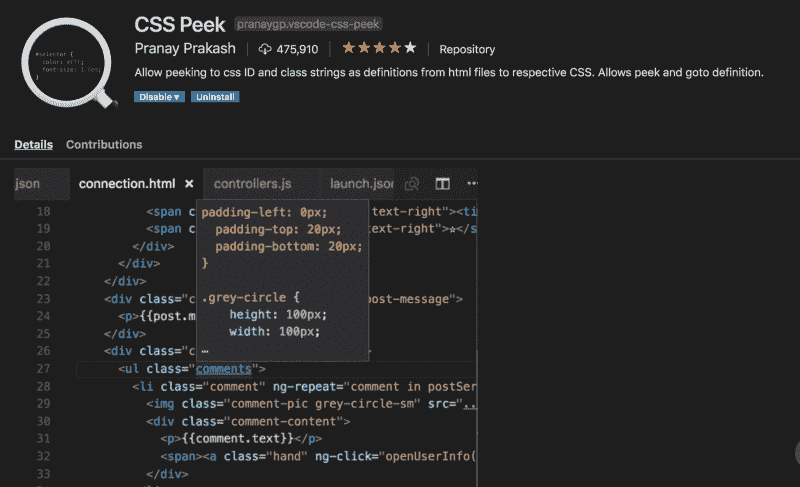 CSS Peek pranaygp.vscode-css-peek
Pranay Prakash 475,910 Repository
Allow peeking to css ID and class strings as definitions from html files to respective CSS. Allows peek and goto definition.
Disable Uninstall
#selector {
color: #fff;
}
Details Contributions
json connection.html × controllers.js launch.json ...
18 <span c text-right"><ti
19 <span c text-right">☆</s
20 </div>
21 </div>
22 </div>
23 <div class="c post-message">
24 <p>{{post.m
25 </div>
26 <div class="c >
27 <ul class="comments">
28 <li class="comment" ng-repeat="comment in postSer
29 <img class="comment-pic grey-circle-sm" src="..
30 <div class="comment-content">
31 <p>{{comment.text}}</p>
32 <span><a class="hand" ng-click="openUserInfo(
33 </div>
padding-left: 0px;
padding-top: 20px;
padding-bottom: 20px;
}
.grey-circle {
height: 100px;
width: 100px;
…